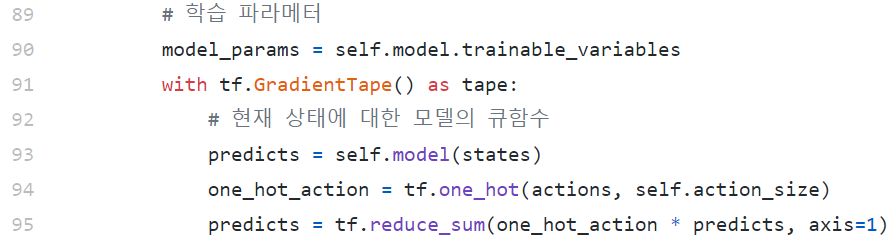 89 # 학습 파라메터
90 model_params = self.model.trainable_variables
91 with tf.GradientTape() as tape:
92 # 현재 상태에 대한 모델의 큐함수
93 predicts = self.model(states)
94 one_hot_action = tf.one_hot(actions, self.action_size)
95 predicts = tf.reduce_sum(one_hot_action * predicts, axis=1)